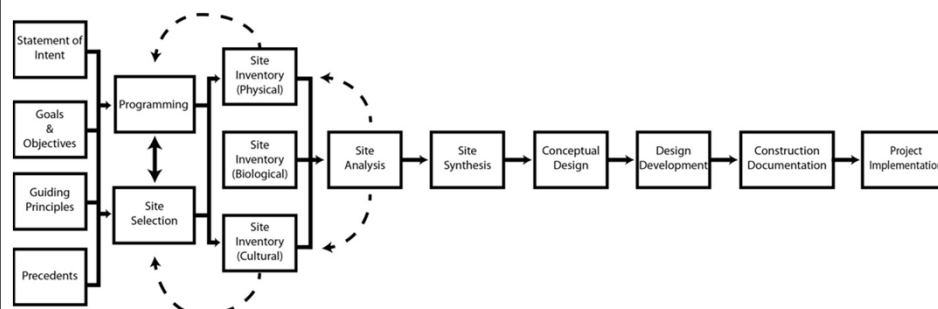 Statement of
Intent
Goals
&
Objectives
Guiding
Principles
Precedents
Programming
Site
Selection
Site
Inventory
(Physical)
Site
Inventory
(Biological)
Site
Inventory
(Cultural)
Site
Analysis
Site
Synthesis
Conceptual
Design
Design
Development
Construction
Documentation
Project
Implementation